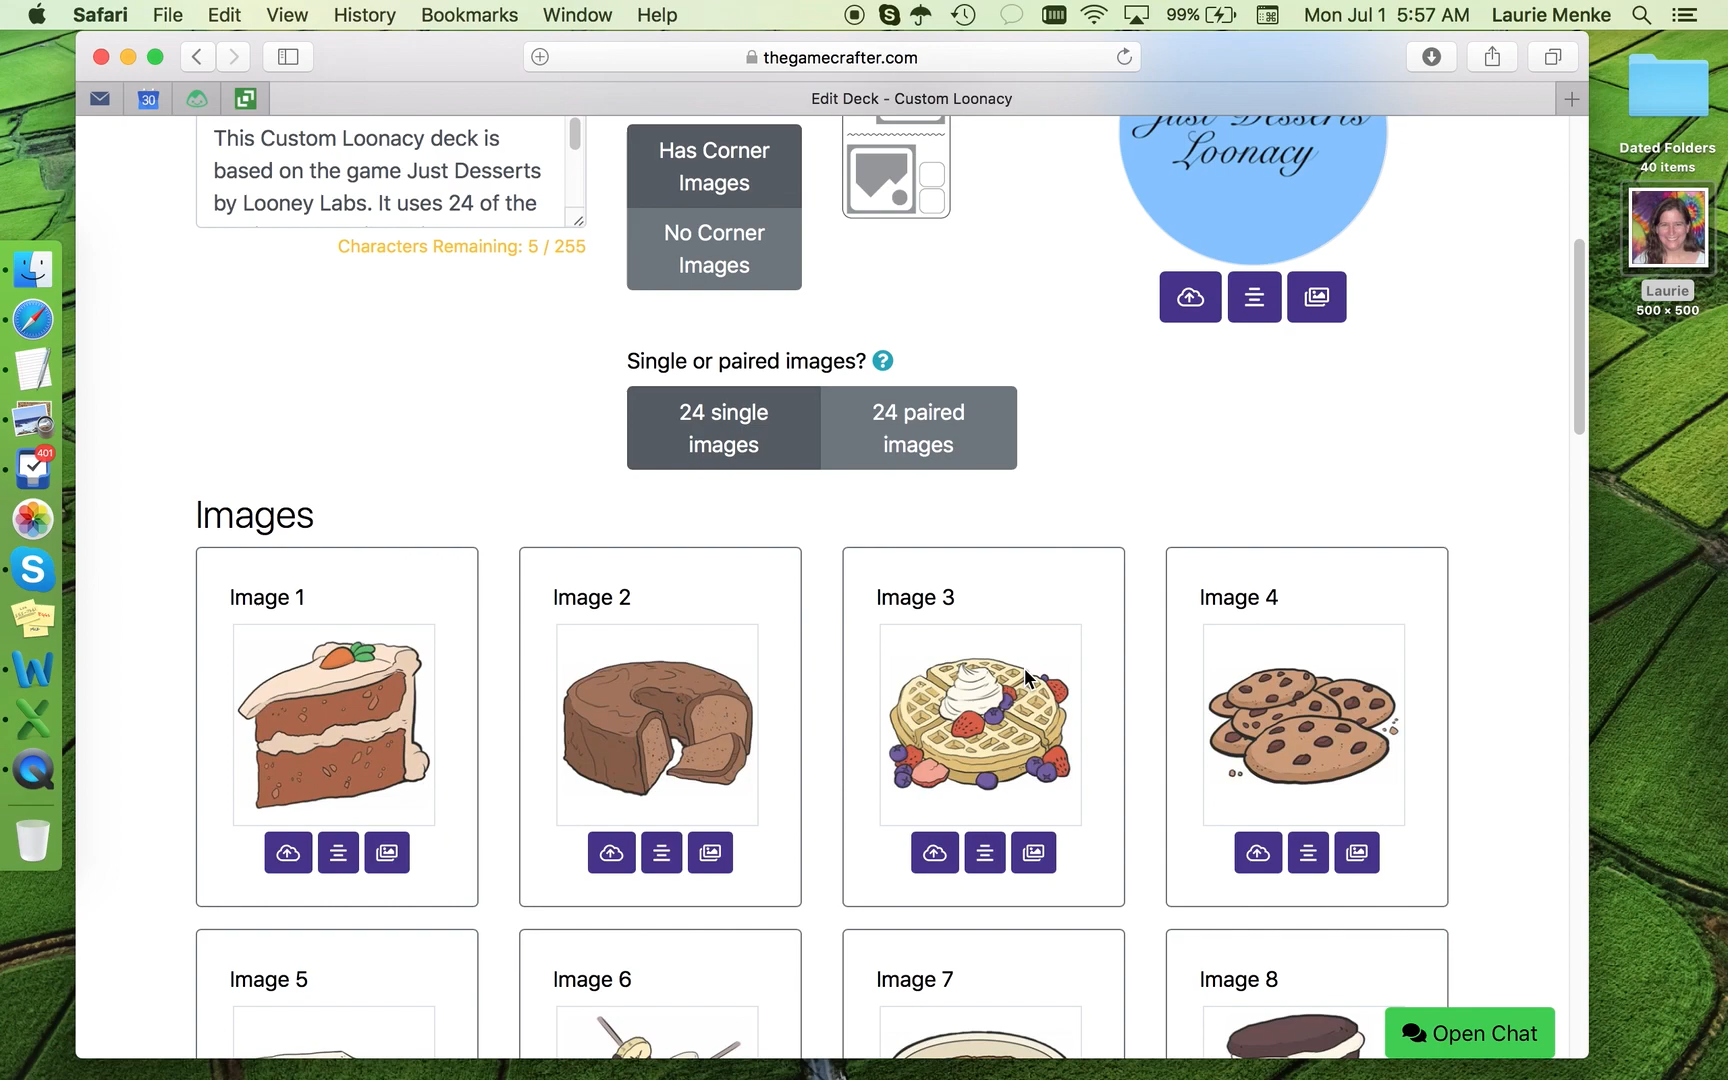 Safari File Edit View History Bookmarks Window Help 99% Mon Jul 1 5:57 AM Laurie Menke
thegamecrafter.com
30
Edit Deck - Custom Loonacy
This Custom Loonacy deck is
based on the game Just Desserts
by Looney Labs. It uses 24 of the
Characters Remaining: 5 / 255
Has Corner
Images
No Corner
Images
Just Desserts
Loonacy
Single or paired images? ?
24 single
images
24 paired
images
Images
Image 1
Image 2
Image 3
Image 4
Image 5
Image 6
Image 7
Image 8
Open Chat
Dated Folders
40 items
Laurie
500 × 500
401